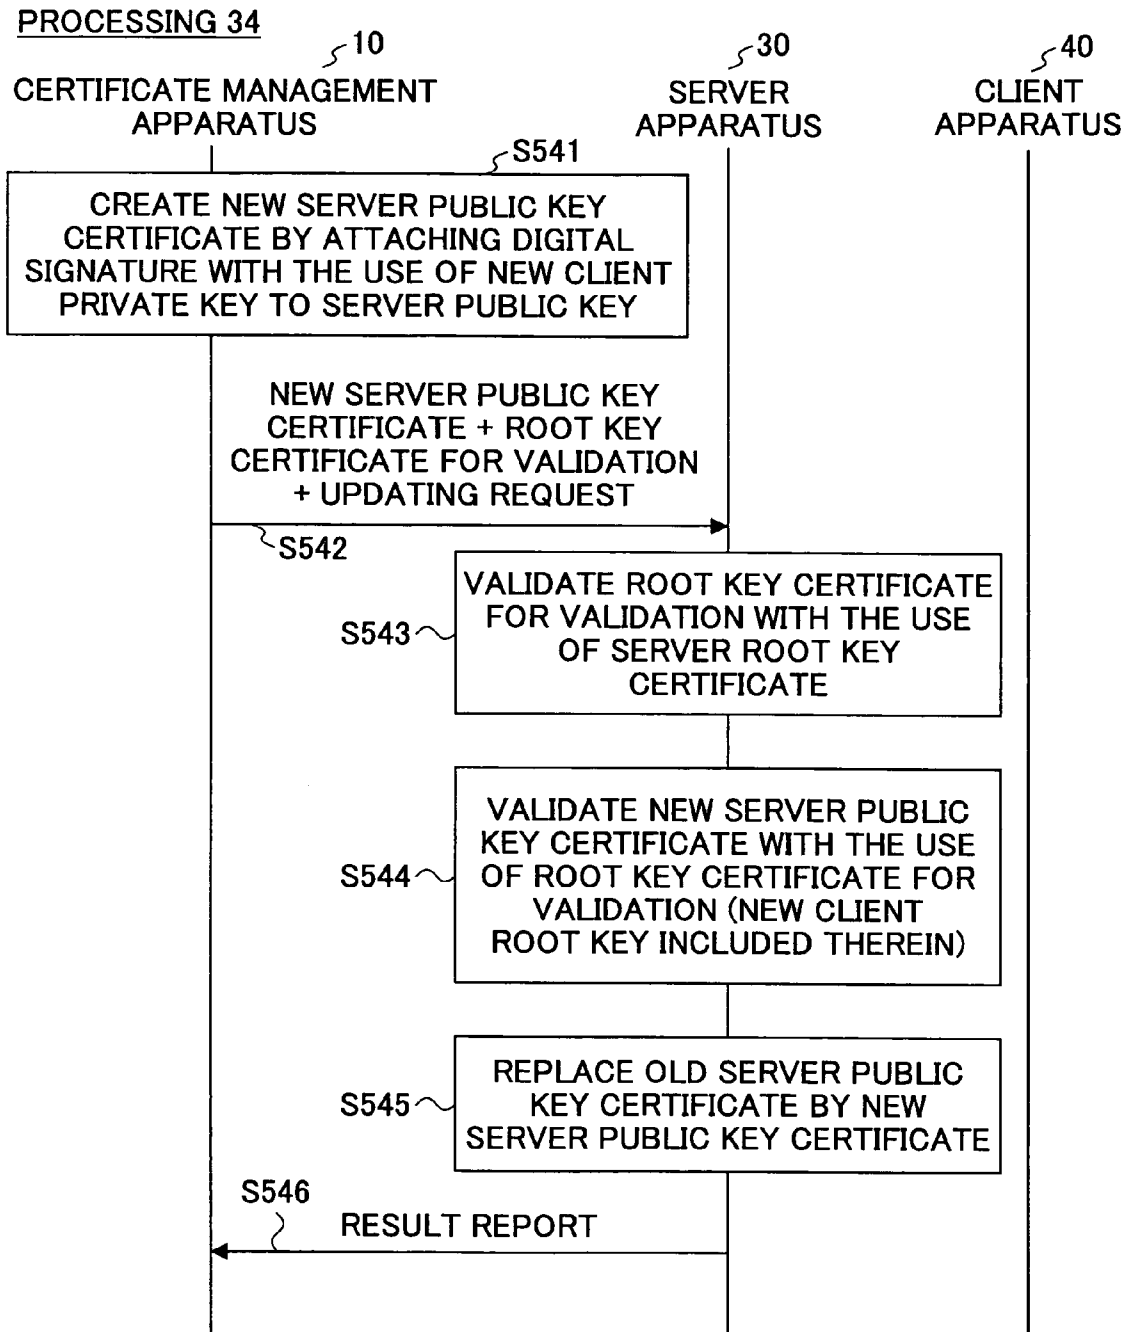 PROCESSING 34
10
30
40
CERTIFICATE MANAGEMENT
APPARATUS
SERVER
APPARATUS
CLIENT
APPARATUS
S541
CREATE NEW SERVER PUBLIC KEY
CERTIFICATE BY ATTACHING DIGITAL
SIGNATURE WITH THE USE OF NEW CLIENT
PRIVATE KEY TO SERVER PUBLIC KEY
NEW SERVER PUBLIC KEY
CERTIFICATE + ROOT KEY
CERTIFICATE FOR VALIDATION
+ UPDATING REQUEST
S542
VALIDATE ROOT KEY CERTIFICATE
FOR VALIDATION WITH THE USE
OF SERVER ROOT KEY
CERTIFICATE
S543
VALIDATE NEW SERVER PUBLIC
KEY CERTIFICATE WITH THE USE
OF ROOT KEY CERTIFICATE FOR
VALIDATION (NEW CLIENT
ROOT KEY INCLUDED THEREIN)
S544
REPLACE OLD SERVER PUBLIC
KEY CERTIFICATE BY NEW
SERVER PUBLIC KEY CERTIFICATE
S545
S546
RESULT REPORT